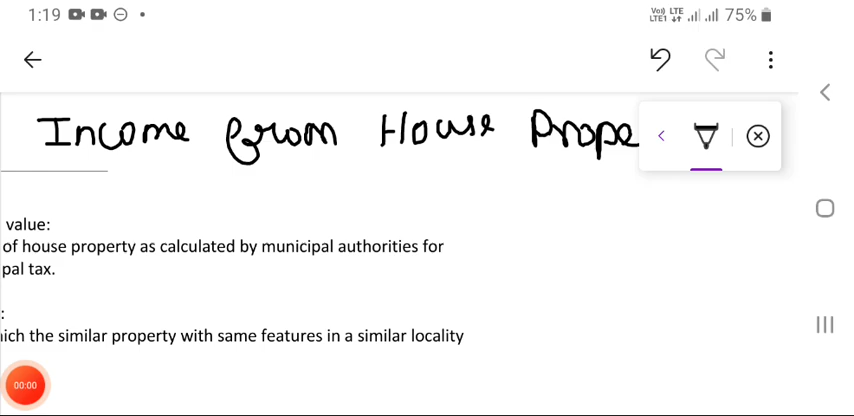 1:19
Vo)) LTE
LTE1
75%
Income from House Prope
value:
of house property as calculated by municipal authorities for
pal tax.
:
ich the similar property with same features in a similar locality
00:00